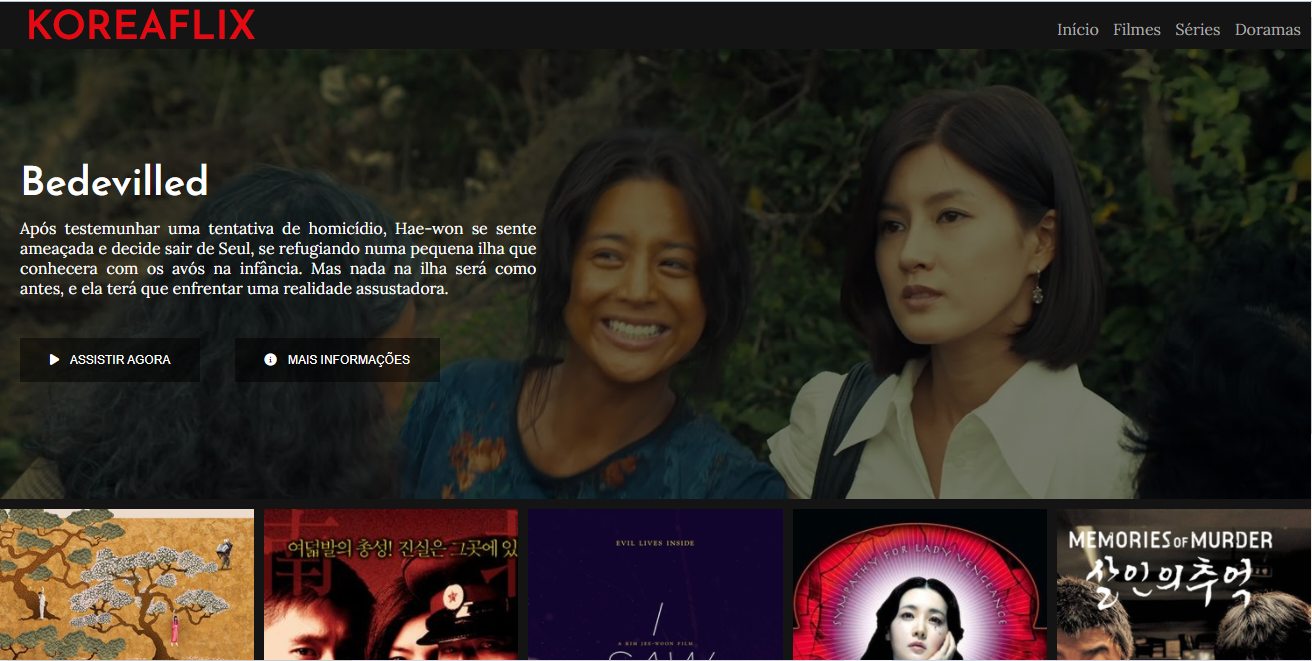 KOREAFLIX
Início Filmes Séries Doramas
Bedevilled
Após testemunhar uma tentativa de homicídio, Hae-won se sente
ameaçada e decide sair de Seul, se refugiando numa pequena ilha que
conhecera com os avós na infância. Mas nada na ilha será como
antes, e ela terá que enfrentar uma realidade assustadora.
ASSISTIR AGORA
MAIS INFORMAÇÕES
여덟발의 총성! 진실은 그곳에 있
EVIL LIVES INSIDE
A KIM JEE-WOON FILM
I
SAW
SYMPATHY FOR LADY VENGEANCE
MEMORIES OF MURDER
살인의 추억